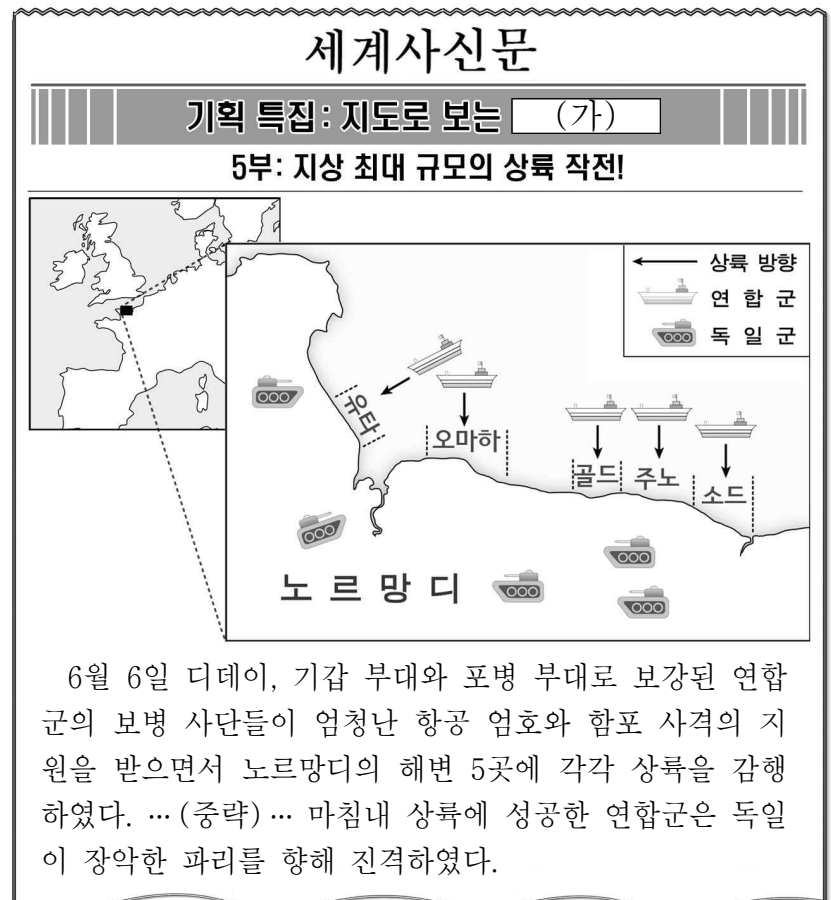 세계사신문
기획 특집: 지도로 보는 (가)
5부: 지상 최대 규모의 상륙 작전!
상륙 방향
연 합 군
독 일 군
유타
오마하
골드
주노
소드
노 르 망 디
6월 6일 디데이, 기갑 부대와 포병 부대로 보강된 연합
군의 보병 사단들이 엄청난 항공 엄호와 함포 사격의 지
원을 받으면서 노르망디의 해변 5곳에 각각 상륙을 감행
하였다. …(중략)… 마침내 상륙에 성공한 연합군은 독일
이 장악한 파리를 향해 진격하였다.